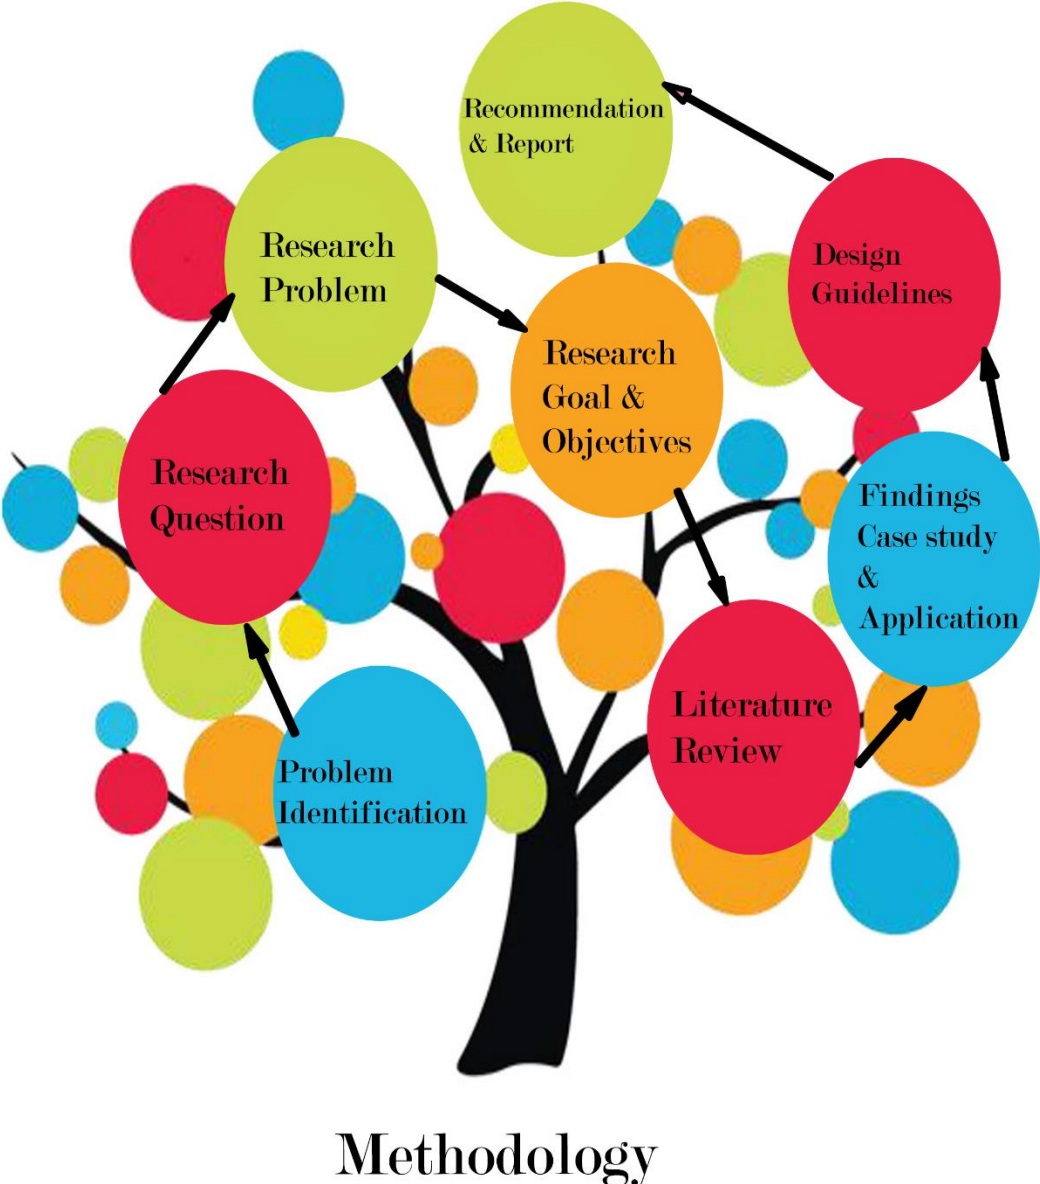 Recommendation
& Report
Research
Problem
Design
Guidelines
Research
Goal &
Objectives
Research
Question
Findings
Case study
&
Application
Literature
Review
Problem
Identification
Methodology